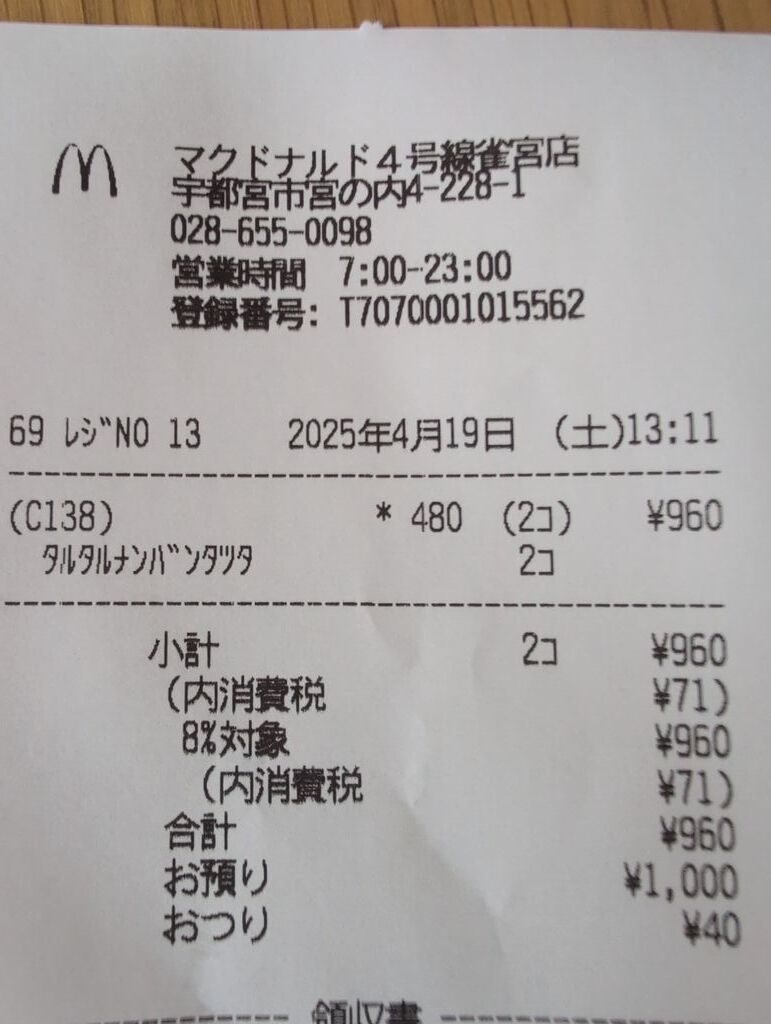 マクドナルド4号線雀宮店
宇都宮市宮の内4-228-1
028-655-0098
営業時間 7:00-23:00
登録番号: T7070001015562
69 ﾚｼﾞNO 13 2025年4月19日 (土)13:11
(C138) * 480 (2コ) ¥960
ﾀﾙﾀﾙﾅﾝﾊﾞﾝﾀﾂﾀ 2コ
小計 2コ ¥960
(内消費税 ¥71)
8%対象 ¥960
(内消費税 ¥71)
合計 ¥960
お預り ¥1,000
おつり ¥40
領収書